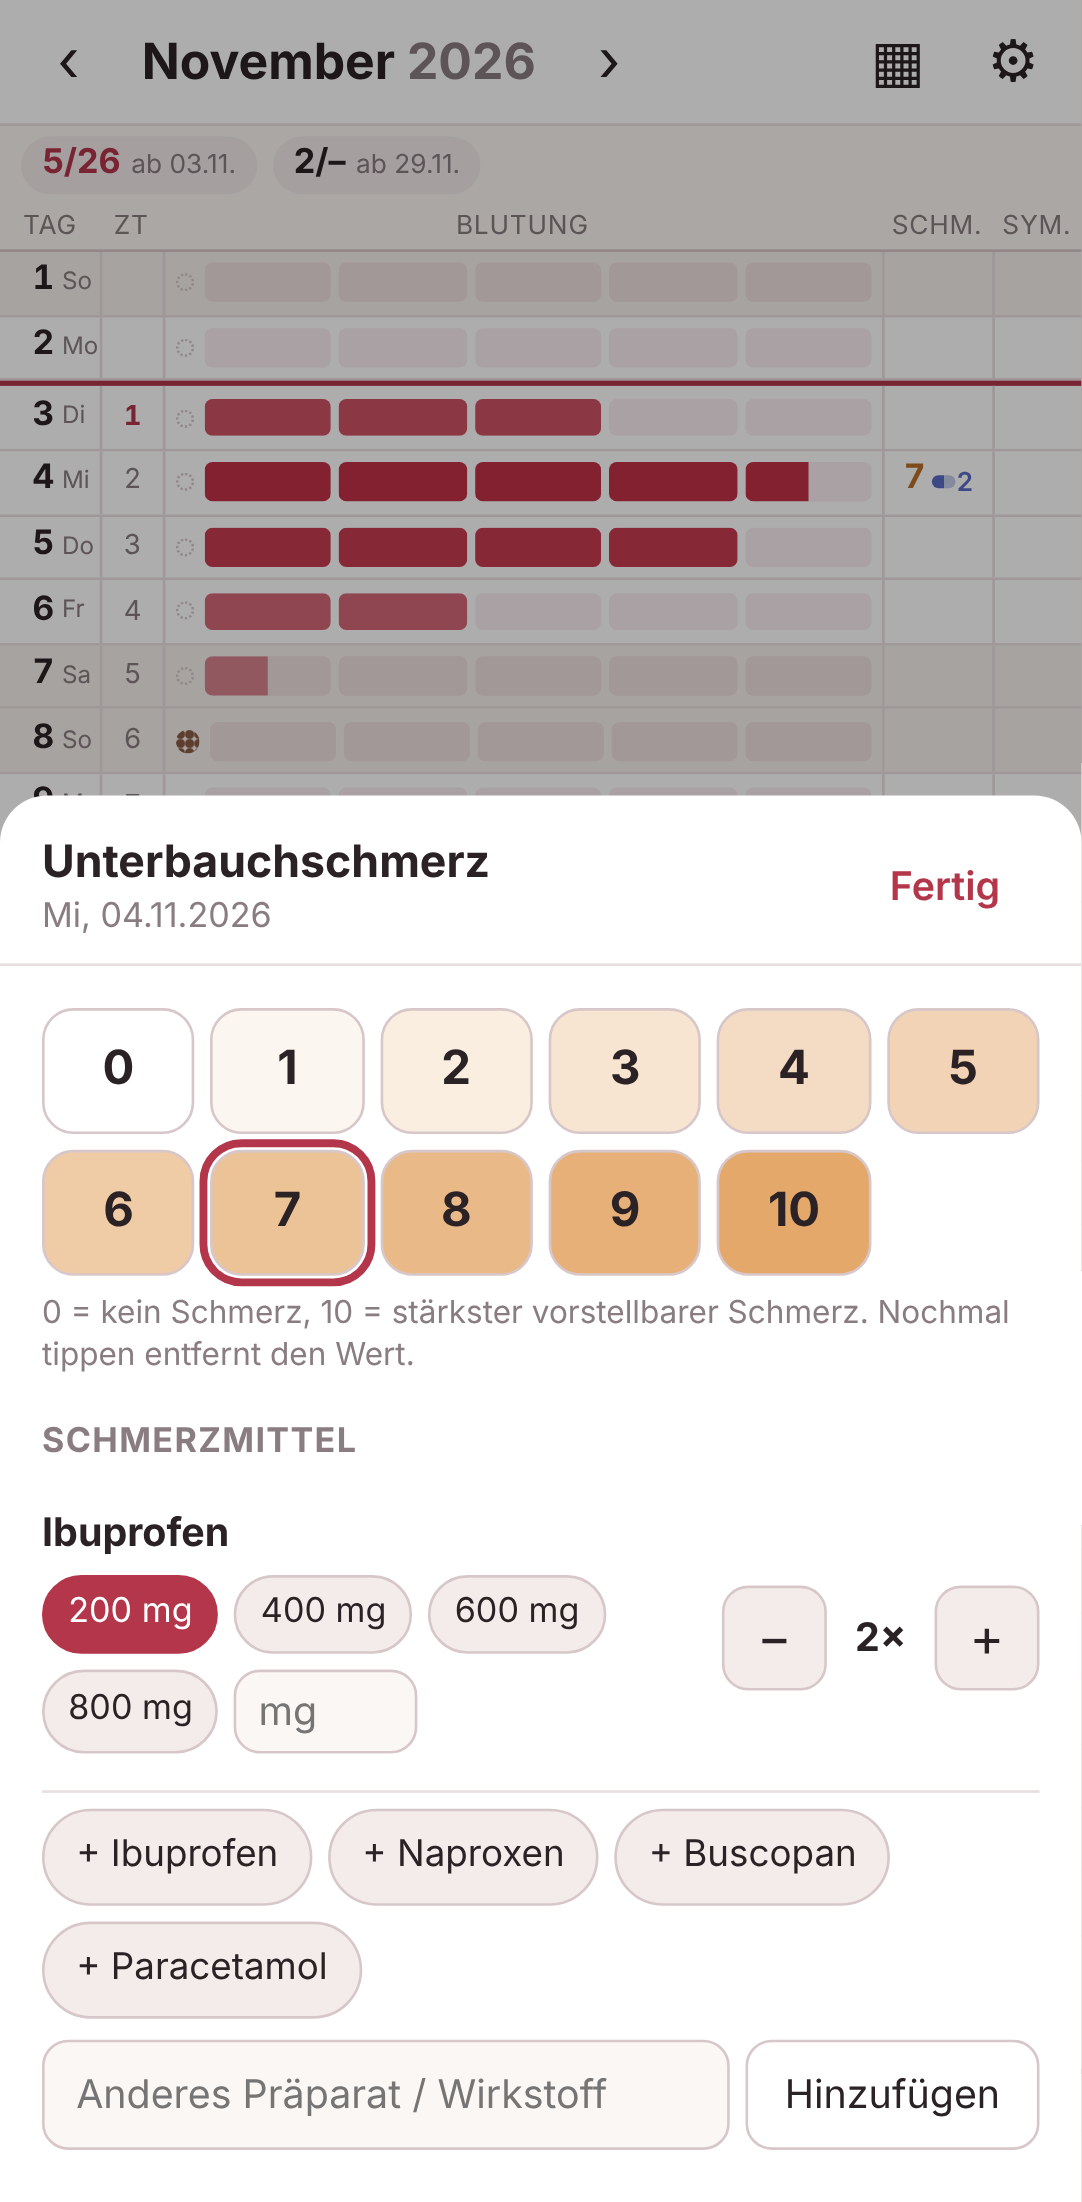 ‹ November 2026 ›
5/26 ab 03.11. 2/– ab 29.11.
TAG ZT BLUTUNG SCHM. SYM.
1 So
2 Mo
3 Di 1
4 Mi 2 7 2
5 Do 3
6 Fr 4
7 Sa 5
8 So 6
Unterbauchschmerz
Mi, 04.11.2026
Fertig
0 1 2 3 4 5
6 7 8 9 10
0 = kein Schmerz, 10 = stärkster vorstellbarer Schmerz. Nochmal
tippen entfernt den Wert.
SCHMERZMITTEL
Ibuprofen
200 mg 400 mg 600 mg
− 2× +
800 mg mg
+ Ibuprofen + Naproxen + Buscopan
+ Paracetamol
Anderes Präparat / Wirkstoff Hinzufügen